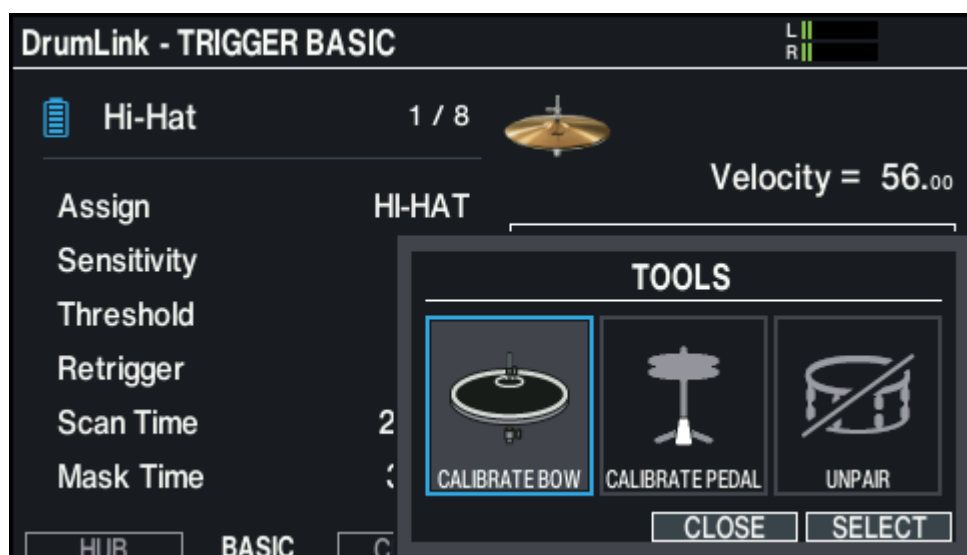 DrumLink - TRIGGER BASIC
L
R
Hi-Hat 1 / 8
Velocity = 56.00
Assign HI-HAT
Sensitivity
Threshold
Retrigger
Scan Time 2
Mask Time
TOOLS
CALIBRATE BOW CALIBRATE PEDAL UNPAIR
CLOSE SELECT
HUB BASIC C